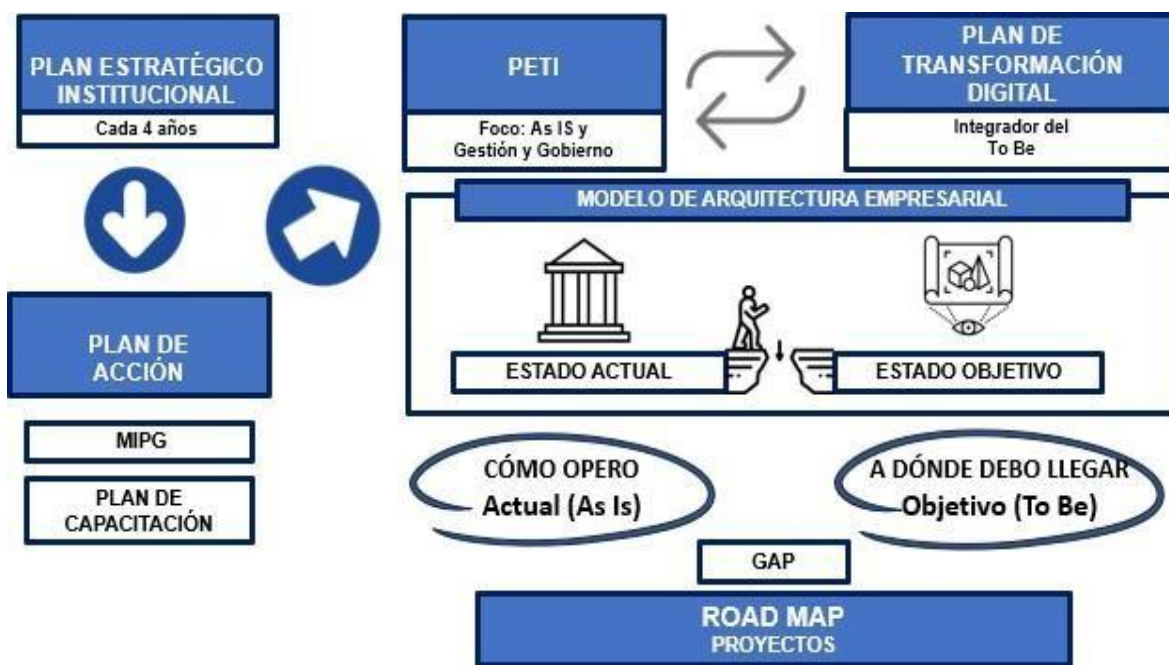 PLAN ESTRATÉGICO
INSTITUCIONAL
Cada 4 años
PLAN DE
ACCIÓN
MIPG
PLAN DE
CAPACITACIÓN
PETI
Foco: As IS y
Gestión y Gobierno
PLAN DE
TRANSFORMACIÓN
DIGITAL
Integrador del
To Be
MODELO DE ARQUITECTURA EMPRESARIAL
ESTADO ACTUAL
ESTADO OBJETIVO
CÓMO OPERO
Actual (As Is)
A DÓNDE DEBO LLEGAR
Objetivo (To Be)
GAP
ROAD MAP
PROYECTOS